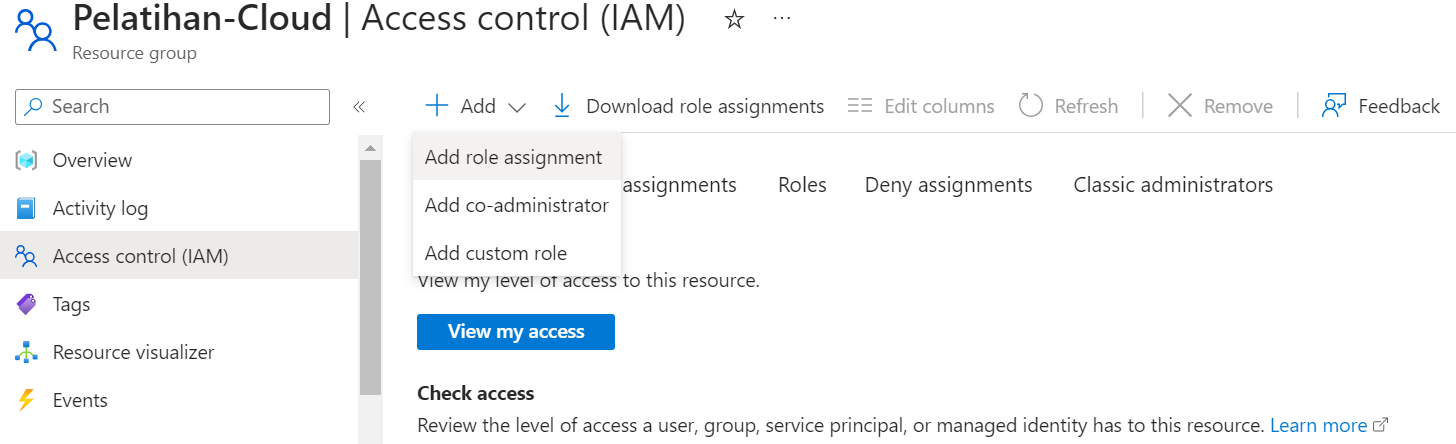 Pelatihan-Cloud | Access control (IAM)
Resource group
Search
Add
Download role assignments
Edit columns
Refresh
Remove
Feedback
Overview
Activity log
Access control (IAM)
Tags
Resource visualizer
Events
Add role assignment
Add co-administrator
Add custom role
assignments
Roles
Deny assignments
Classic administrators
View my level of access to this resource.
View my access
Check access
Review the level of access a user, group, service principal, or managed identity has to this resource. Learn more